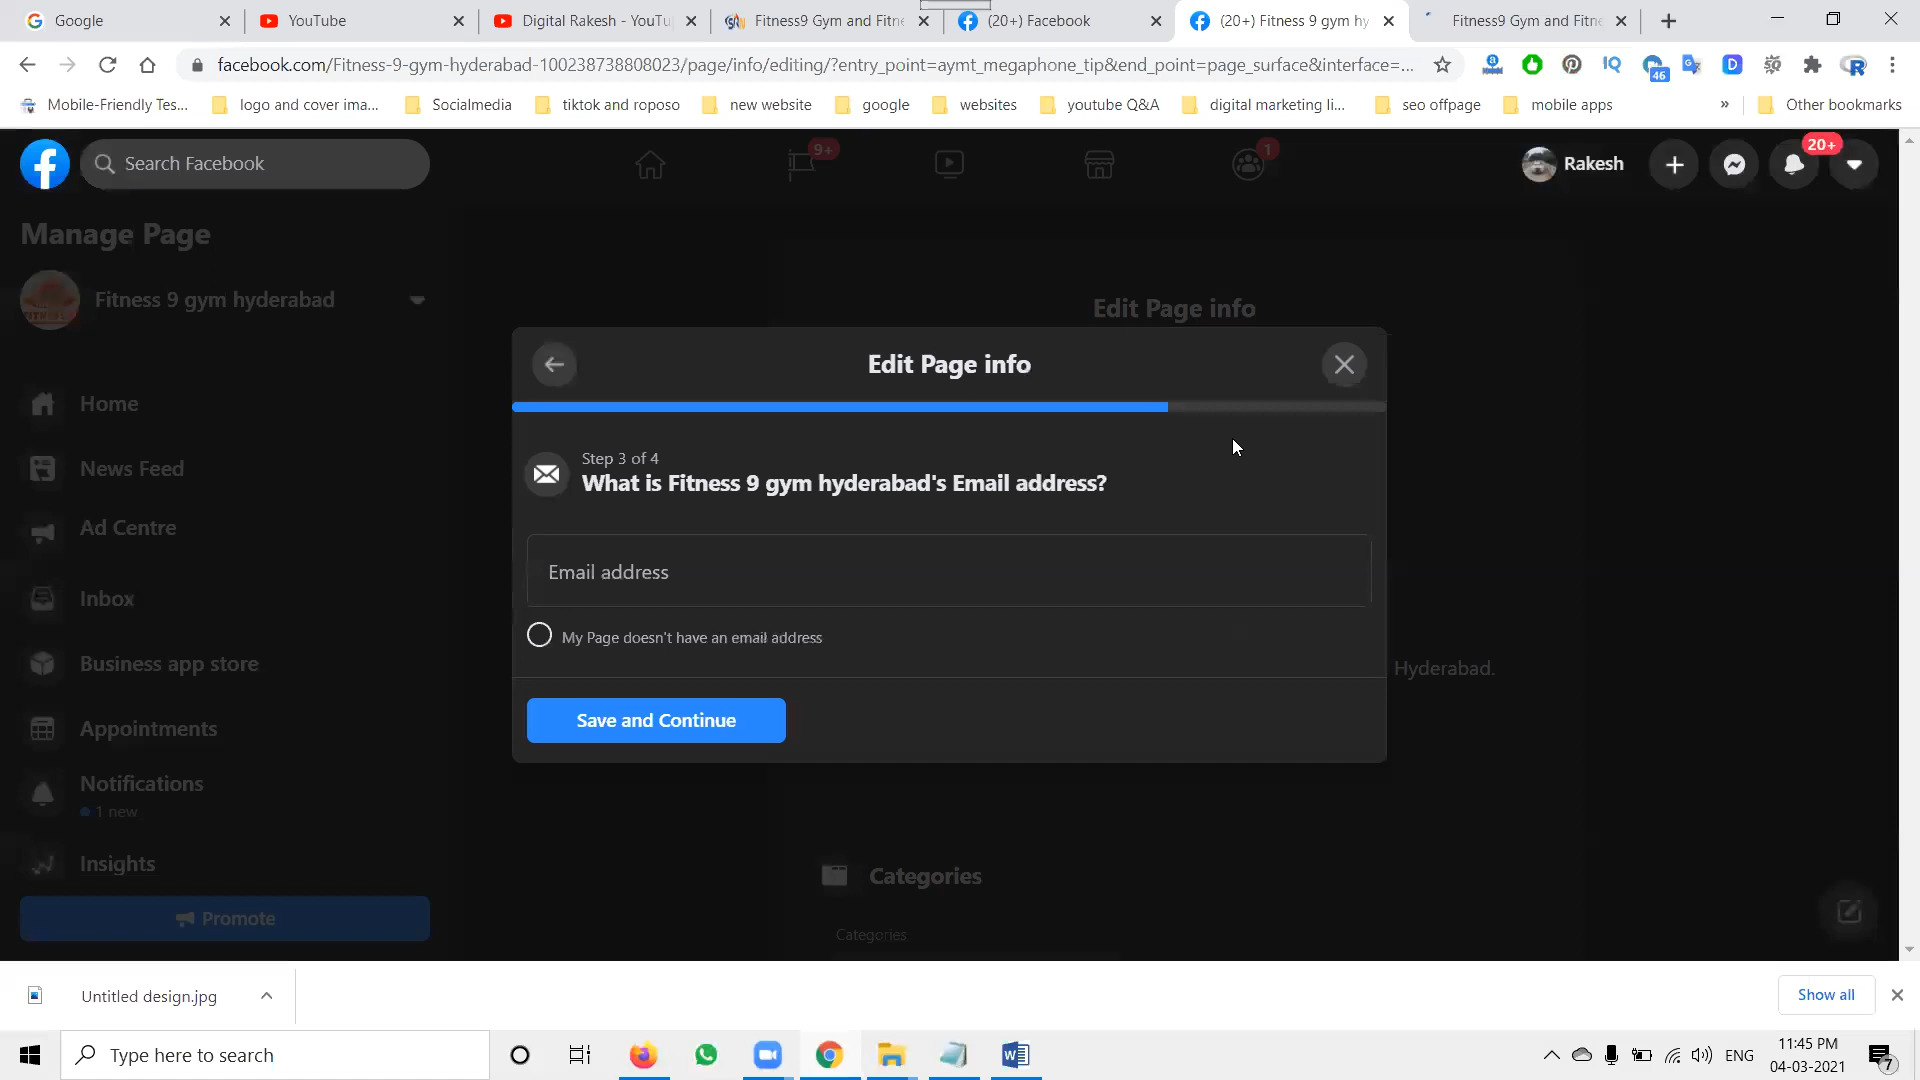 Google
YouTube
Digital Rakesh - YouTu
Fitness9 Gym and Fitne
(20+) Facebook
(20+) Fitness 9 gym hy
Fitness9 Gym and Fitne
facebook.com/Fitness-9-gym-hyderabad-100238738808023/page/info/editing/?entry_point=aymt_megaphone_tip&end_point=page_surface&interface=...
46
Mobile-Friendly Tes...
logo and cover ima...
Socialmedia
tiktok and roposo
new website
google
websites
youtube Q&A
digital marketing li...
seo offpage
mobile apps
»
Other bookmarks
Search Facebook
9+
1
Rakesh
20+
Manage Page
Fitness 9 gym hyderabad
Home
News Feed
Ad Centre
Inbox
Business app store
Appointments
Notifications
1 new
Insights
Promote
Edit Page info
Edit Page info
Step 3 of 4
What is Fitness 9 gym hyderabad's Email address?
Email address
My Page doesn't have an email address
Save and Continue
Hyderabad.
Categories
Categories
Untitled design.jpg
Show all
Type here to search
ENG
11:45 PM
04-03-2021
7